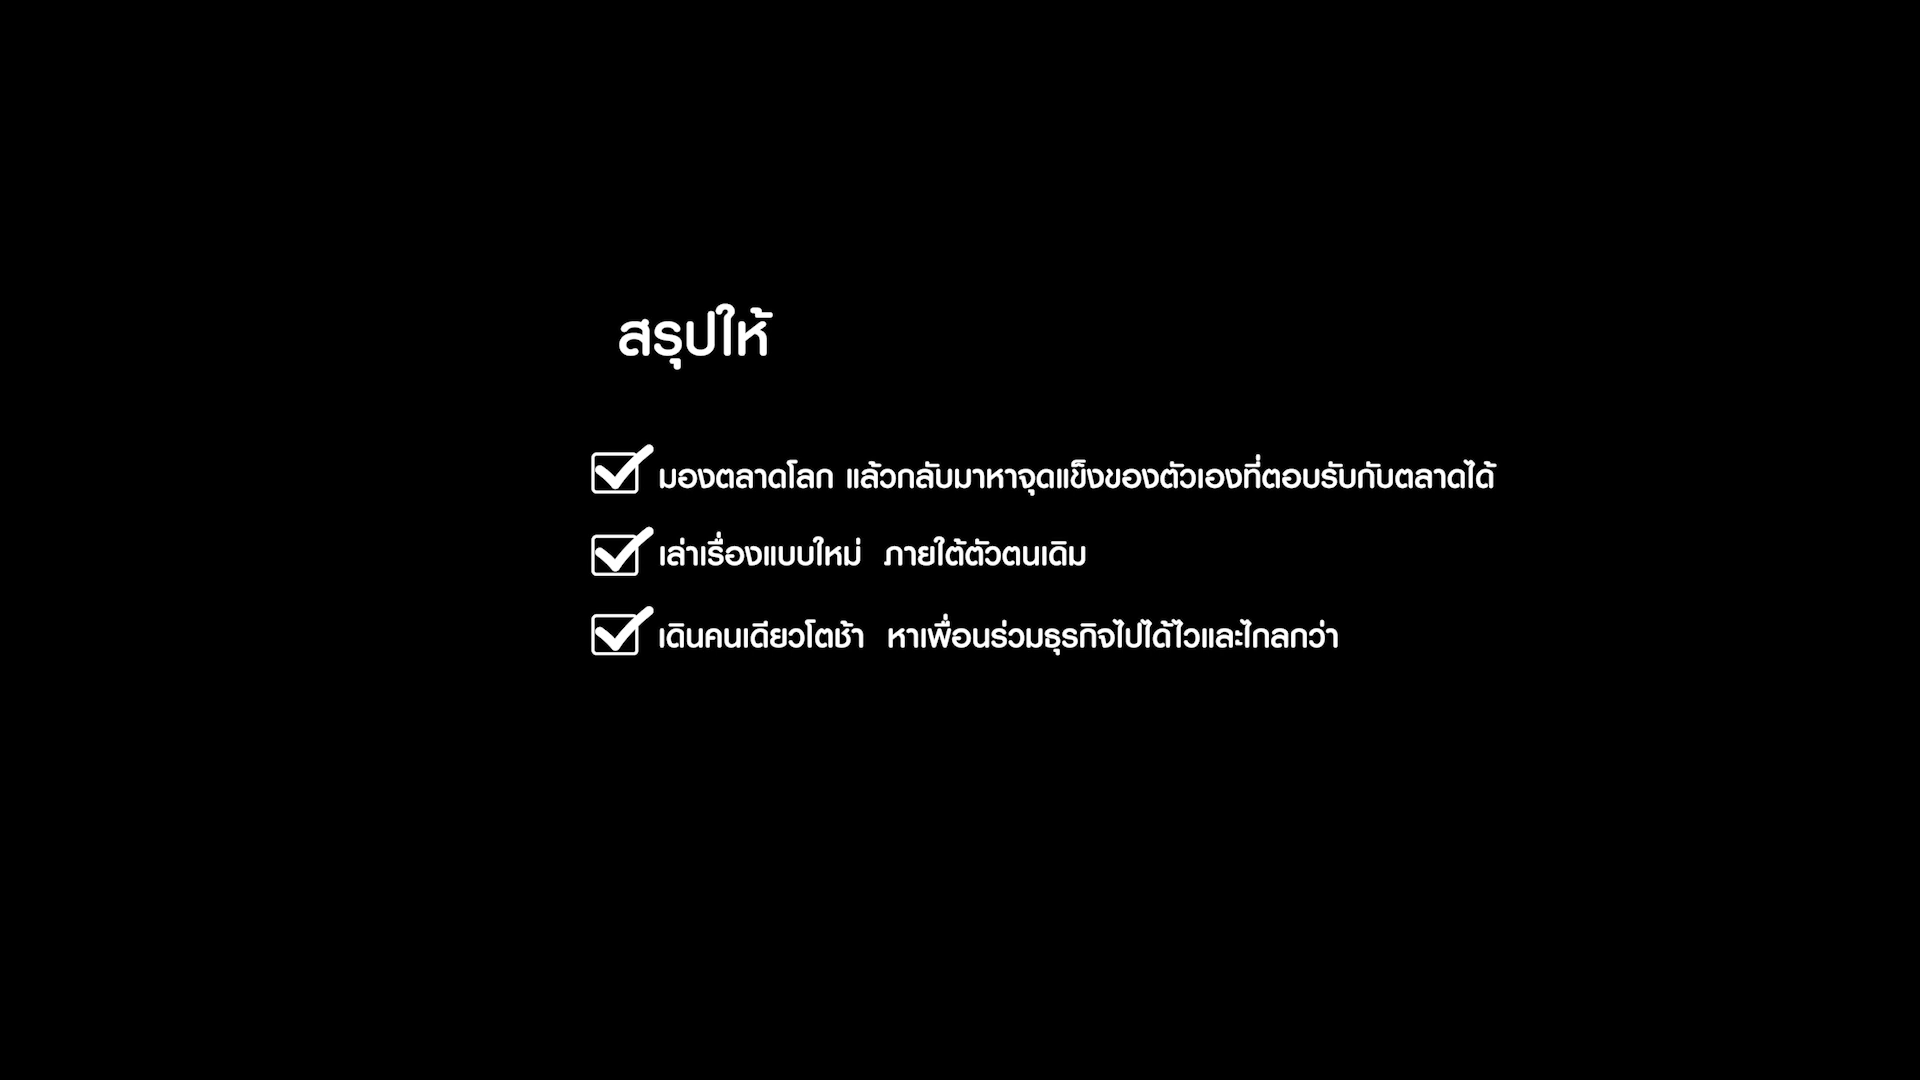 สรุปให้
มองตลาดโลก แล้วกลับมาหาจุดแข็งของตัวเองที่ตอบรับกับตลาดได้
เล่าเรื่องแบบใหม่ ภายใต้ตัวตนเดิม
เดินคนเดียวโตช้า หาเพื่อนร่วมธุรกิจไปได้ไวและไกลกว่า